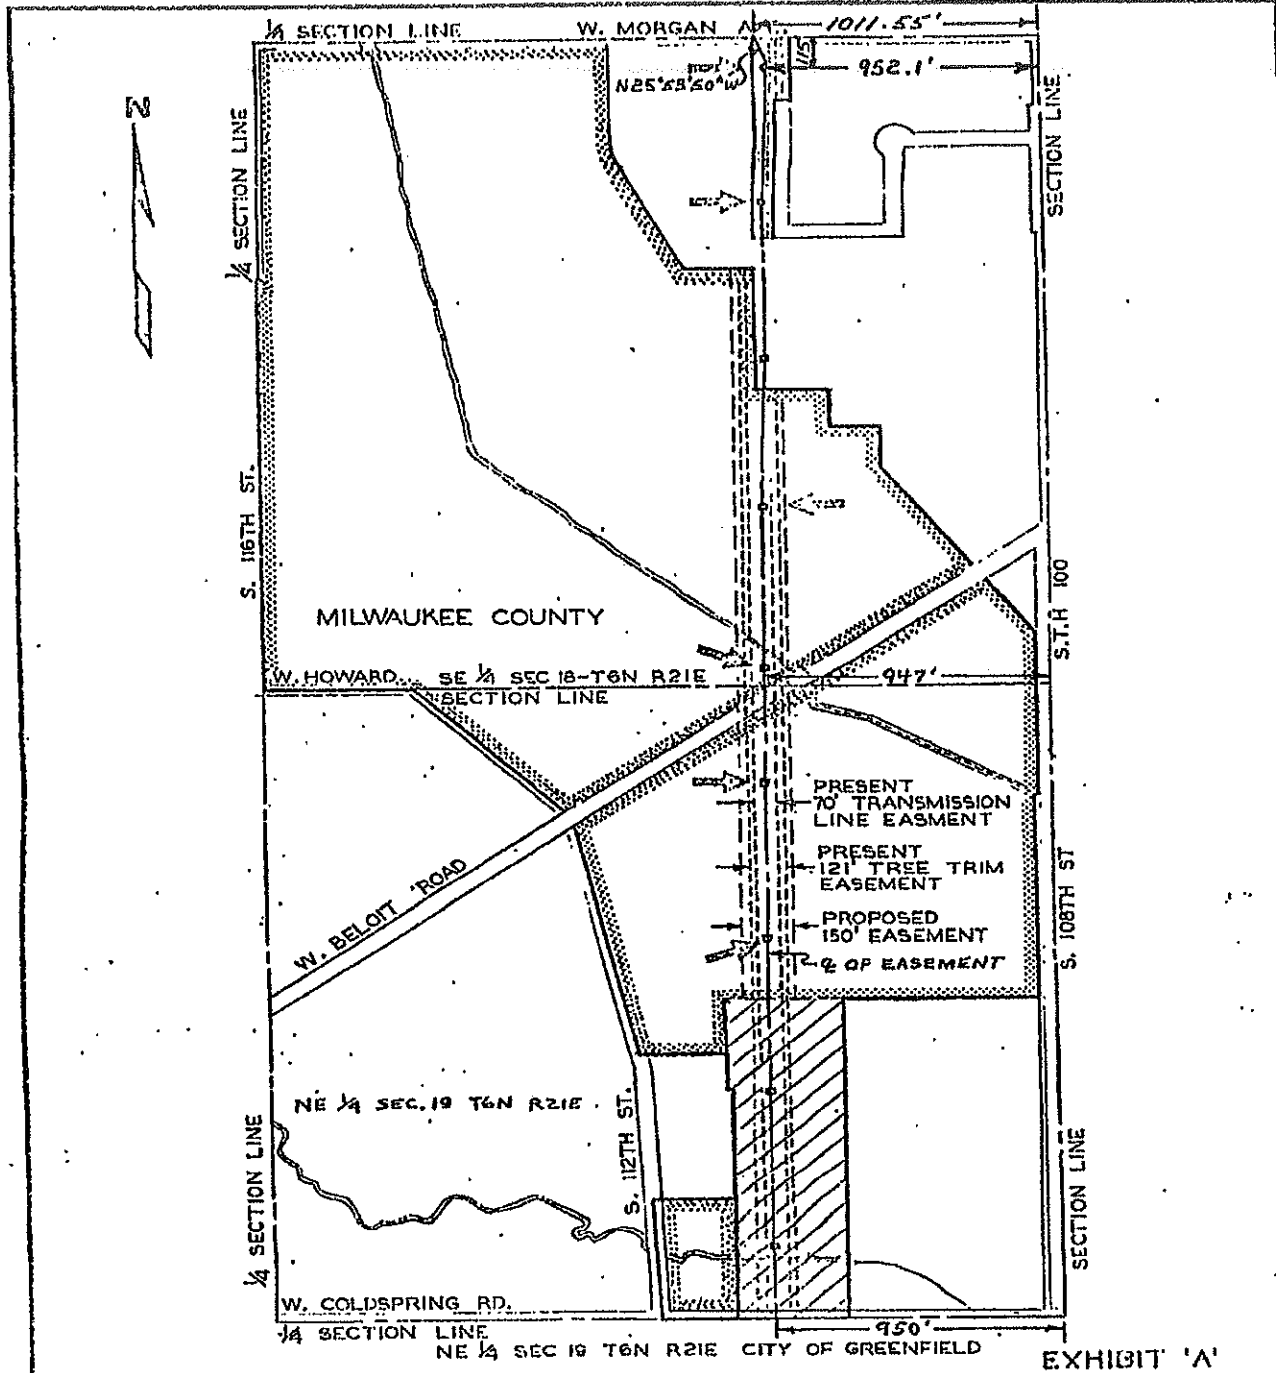 1/4 SECTION LINE
W. MORGAN
1011.55'
115
952.1'
N25°53'50"W
N
1/4 SECTION LINE
SECTION LINE
S. 116TH ST.
MILWAUKEE COUNTY
S.T.H 100
W. HOWARD
SE 1/4 SEC 18-T6N R21E
SECTION LINE
947'
PRESENT
70' TRANSMISSION
LINE EASMENT
PRESENT
121' TREE TRIM
EASEMENT
PROPOSED
150' EASEMENT
℄ OF EASEMENT
W. BELOIT ROAD
S. 108TH ST
NE 1/4 SEC. 19 T6N R21E
S. 112TH ST.
1/4 SECTION LINE
SECTION LINE
W. COLDSPRING RD.
1/4 SECTION LINE
950'
NE 1/4 SEC 19 T6N R21E CITY OF GREENFIELD
EXHIBIT 'A'